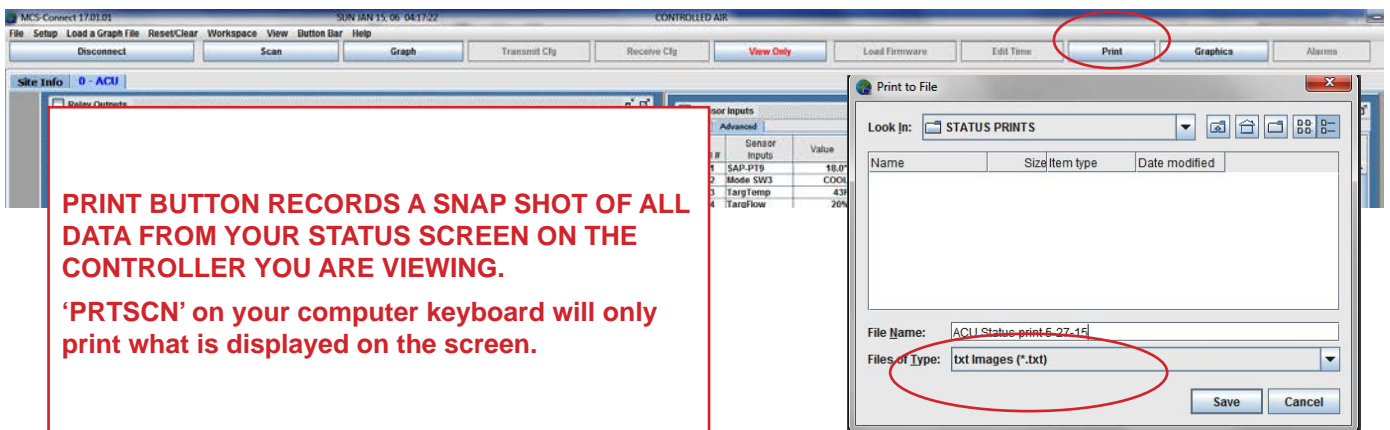 MCS-Connect 17.01.01 SUN JAN 15, 06 04:17:22 CONTROLLED AIR
File Setup Load a Graph File Reset/Clear Workspace View Button Bar Help
Disconnect Scan Graph Transmit Cfg Receive Cfg View Only Load Firmware Edit Time Print Graphics Alarms
Site Info 0 - ACU
Relay Outputs
sor Inputs
Advanced
# Sensor Inputs Value
1 SAP-PT9 18.0"
2 Mode SW3 COOL
3 TargTemp 43F
4 TargFlow 20%
PRINT BUTTON RECORDS A SNAP SHOT OF ALL
DATA FROM YOUR STATUS SCREEN ON THE
CONTROLLER YOU ARE VIEWING.
‘PRTSCN’ on your computer keyboard will only
print what is displayed on the screen.
Print to File
Look In: STATUS PRINTS
Name Size Item type Date modified
File Name: ACU Status print 5-27-15
Files of Type: txt Images (*.txt)
Save Cancel